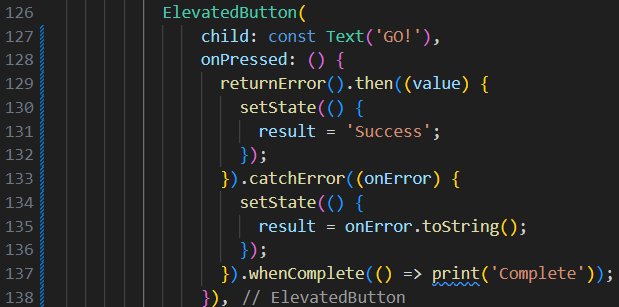 126 ElevatedButton(
127 child: const Text('GO!'),
128 onPressed: () {
129 returnError().then((value) {
130 setState(() {
131 result = 'Success';
132 });
133 }).catchError((onError) {
134 setState(() {
135 result = onError.toString();
136 });
137 }).whenComplete(() => print('Complete'));
138 }), // ElevatedButton